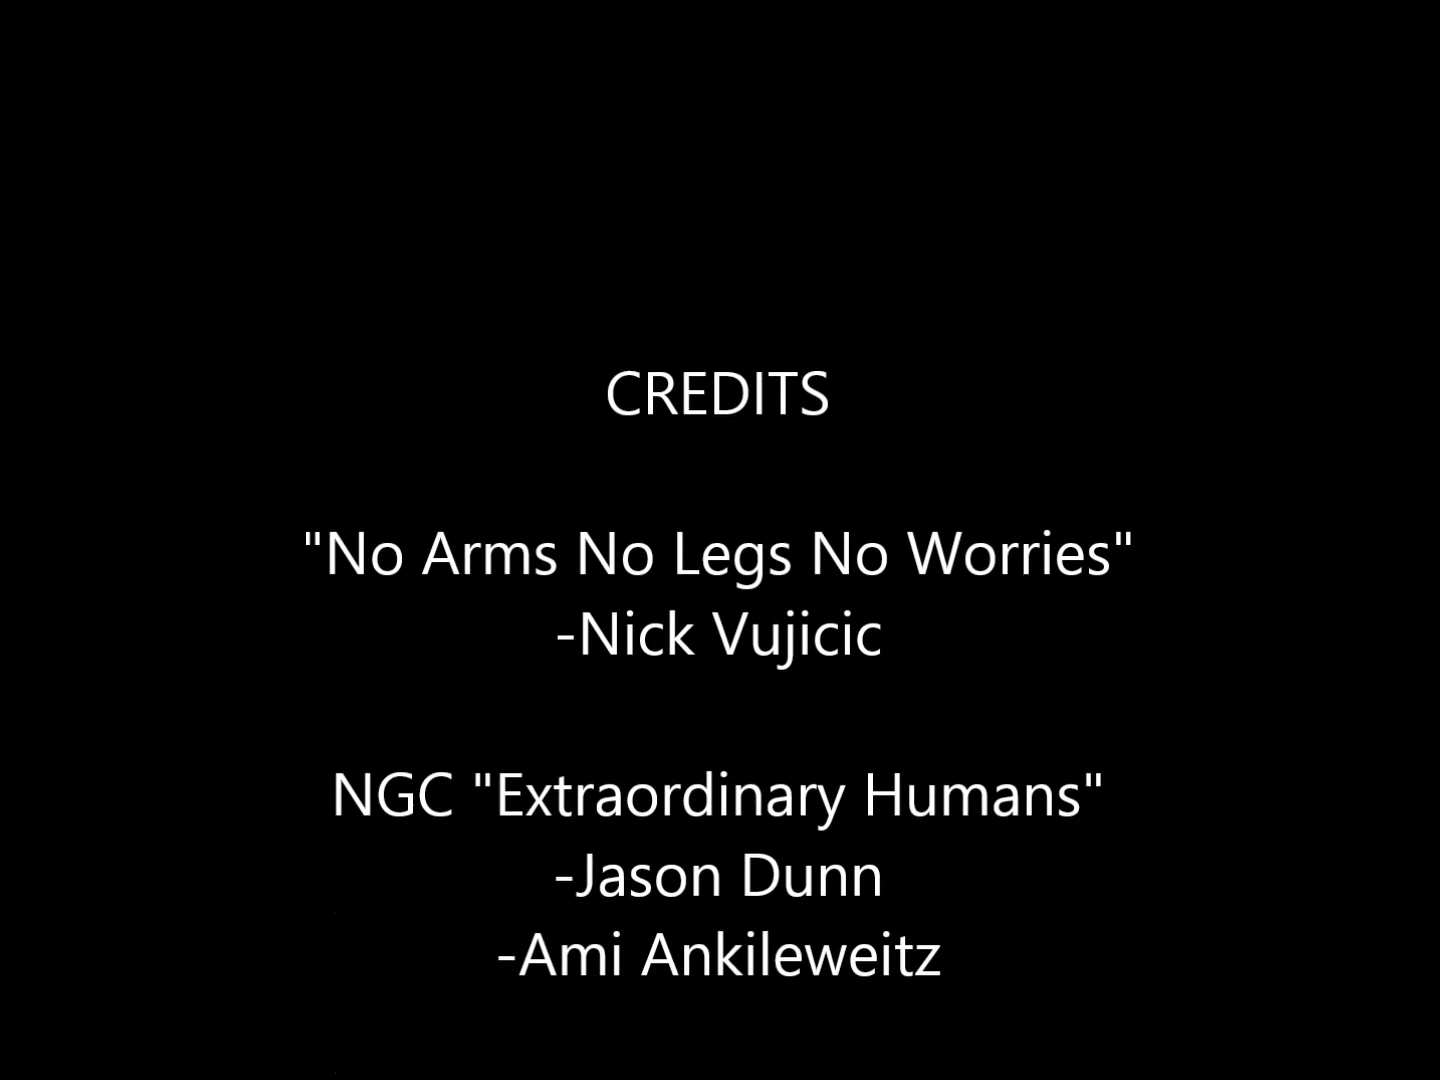 CREDITS
"No Arms No Legs No Worries"
-Nick Vujicic
NGC "Extraordinary Humans"
-Jason Dunn
-Ami Ankileweitz